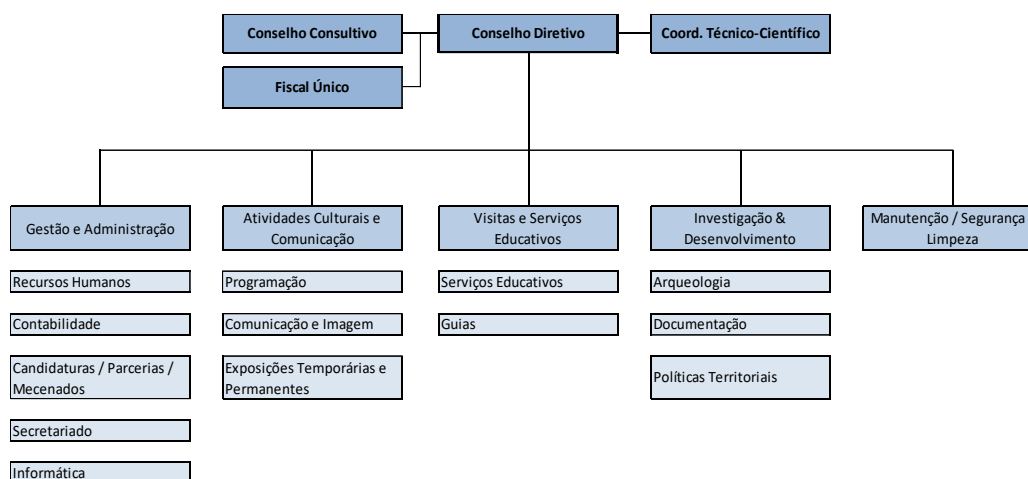 Conselho Consultivo
Conselho Diretivo
Coord. Técnico-Científico
Fiscal Único
Gestão e Administração
Atividades Culturais e
Comunicação
Visitas e Serviços
Educativos
Investigação &
Desenvolvimento
Manutenção / Segurança
Limpeza
Recursos Humanos
Programação
Serviços Educativos
Arqueologia
Contabilidade
Comunicação e Imagem
Guias
Documentação
Candidaturas / Parcerias /
Mecenados
Exposições Temporárias e
Permanentes
Políticas Territoriais
Secretariado
Informática